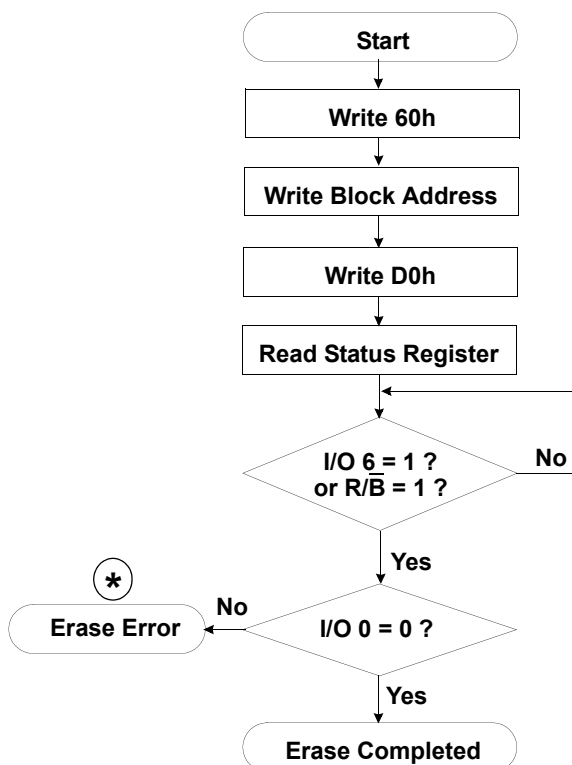 Start
Write 60h
Write Block Address
Write D0h
Read Status Register
I/O 6 = 1 ?
or R/B̅ = 1 ?
No
Yes
*
Erase Error
No
I/O 0 = 0 ?
Yes
Erase Completed